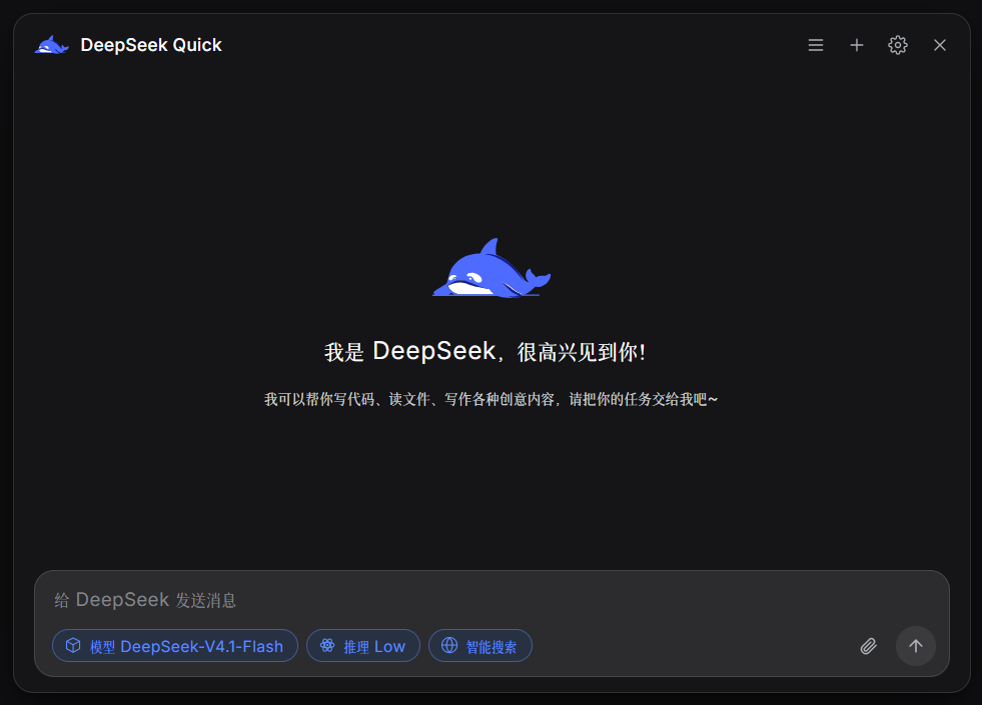 DeepSeek Quick
我是 DeepSeek，很高兴见到你！
我可以帮你写代码、读文件、写作各种创意内容，请把你的任务交给我吧~
给 DeepSeek 发送消息
模型 DeepSeek-V4.1-Flash 推理 Low 智能搜索